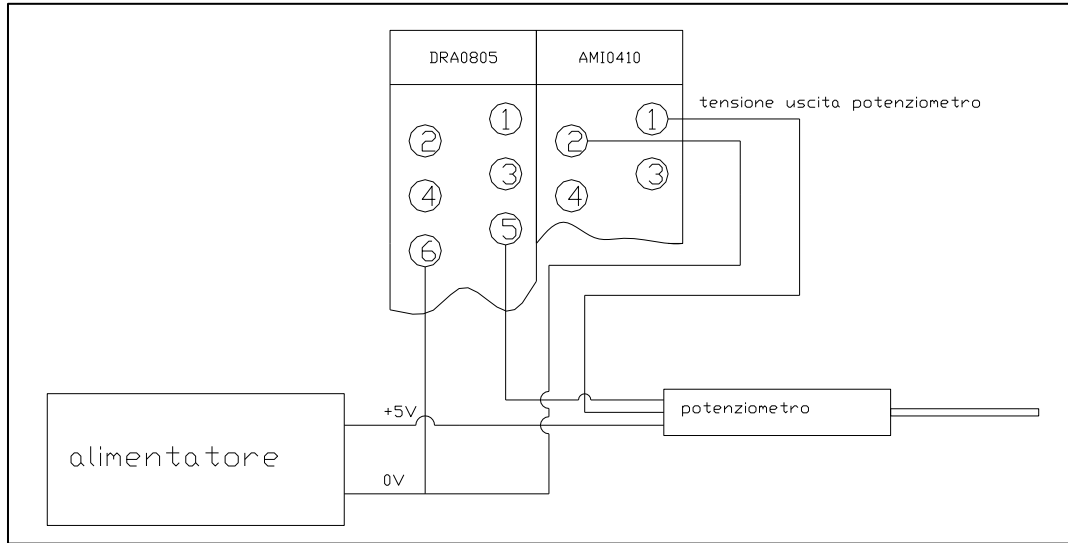 DRA0805
AMI0410
1
2
3
4
5
6
1
2
3
4
tensione uscita potenziometro
+5V
0V
alimentatore
potenziometro